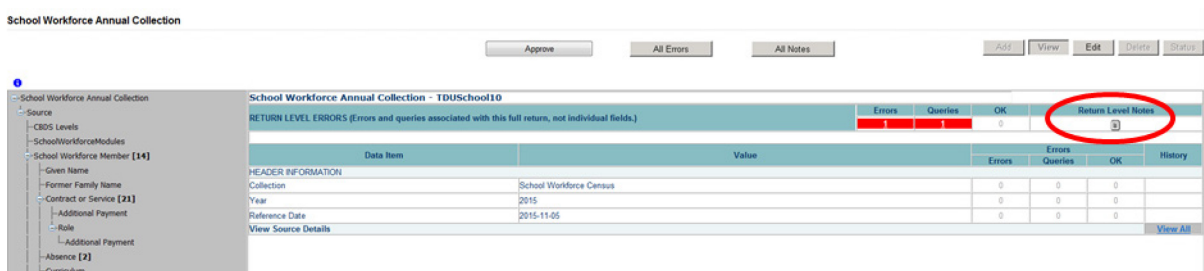 School Workforce Annual Collection
Approve All Errors All Notes Add View Edit Delete Status
School Workforce Annual Collection
Source
CBDS Levels
SchoolWorkforceModules
School Workforce Member [14]
Given Name
Former Family Name
Contract or Service [21]
Additional Payment
Role
Additional Payment
Absence [2]
Curriculum
School Workforce Annual Collection - TDUSchool10
RETURN LEVEL ERRORS (Errors and queries associated with this full return, not individual fields.)
Errors Queries OK Return Level Notes
1 1 0
Data Item Value Errors History
Errors Queries OK
HEADER INFORMATION
Collection School Workforce Census 0 0 0
Year 2015 0 0 0
Reference Date 2015-11-05 0 0 0
View Source Details View All